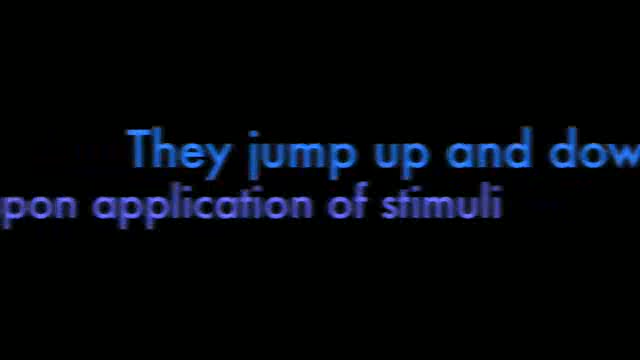 They jump up and dow
pon application of stimuli